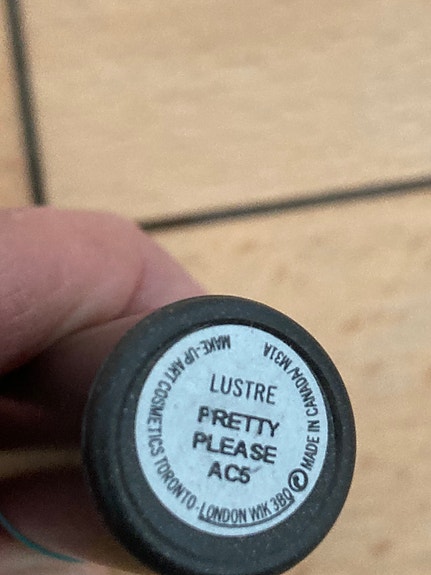 LUSTRE
PRETTY
PLEASE
AC5
MAKE-UP ART COSMETICS TORONTO · LONDON W1K 3BQ Ⓟ MADE IN CANADA/ M31A